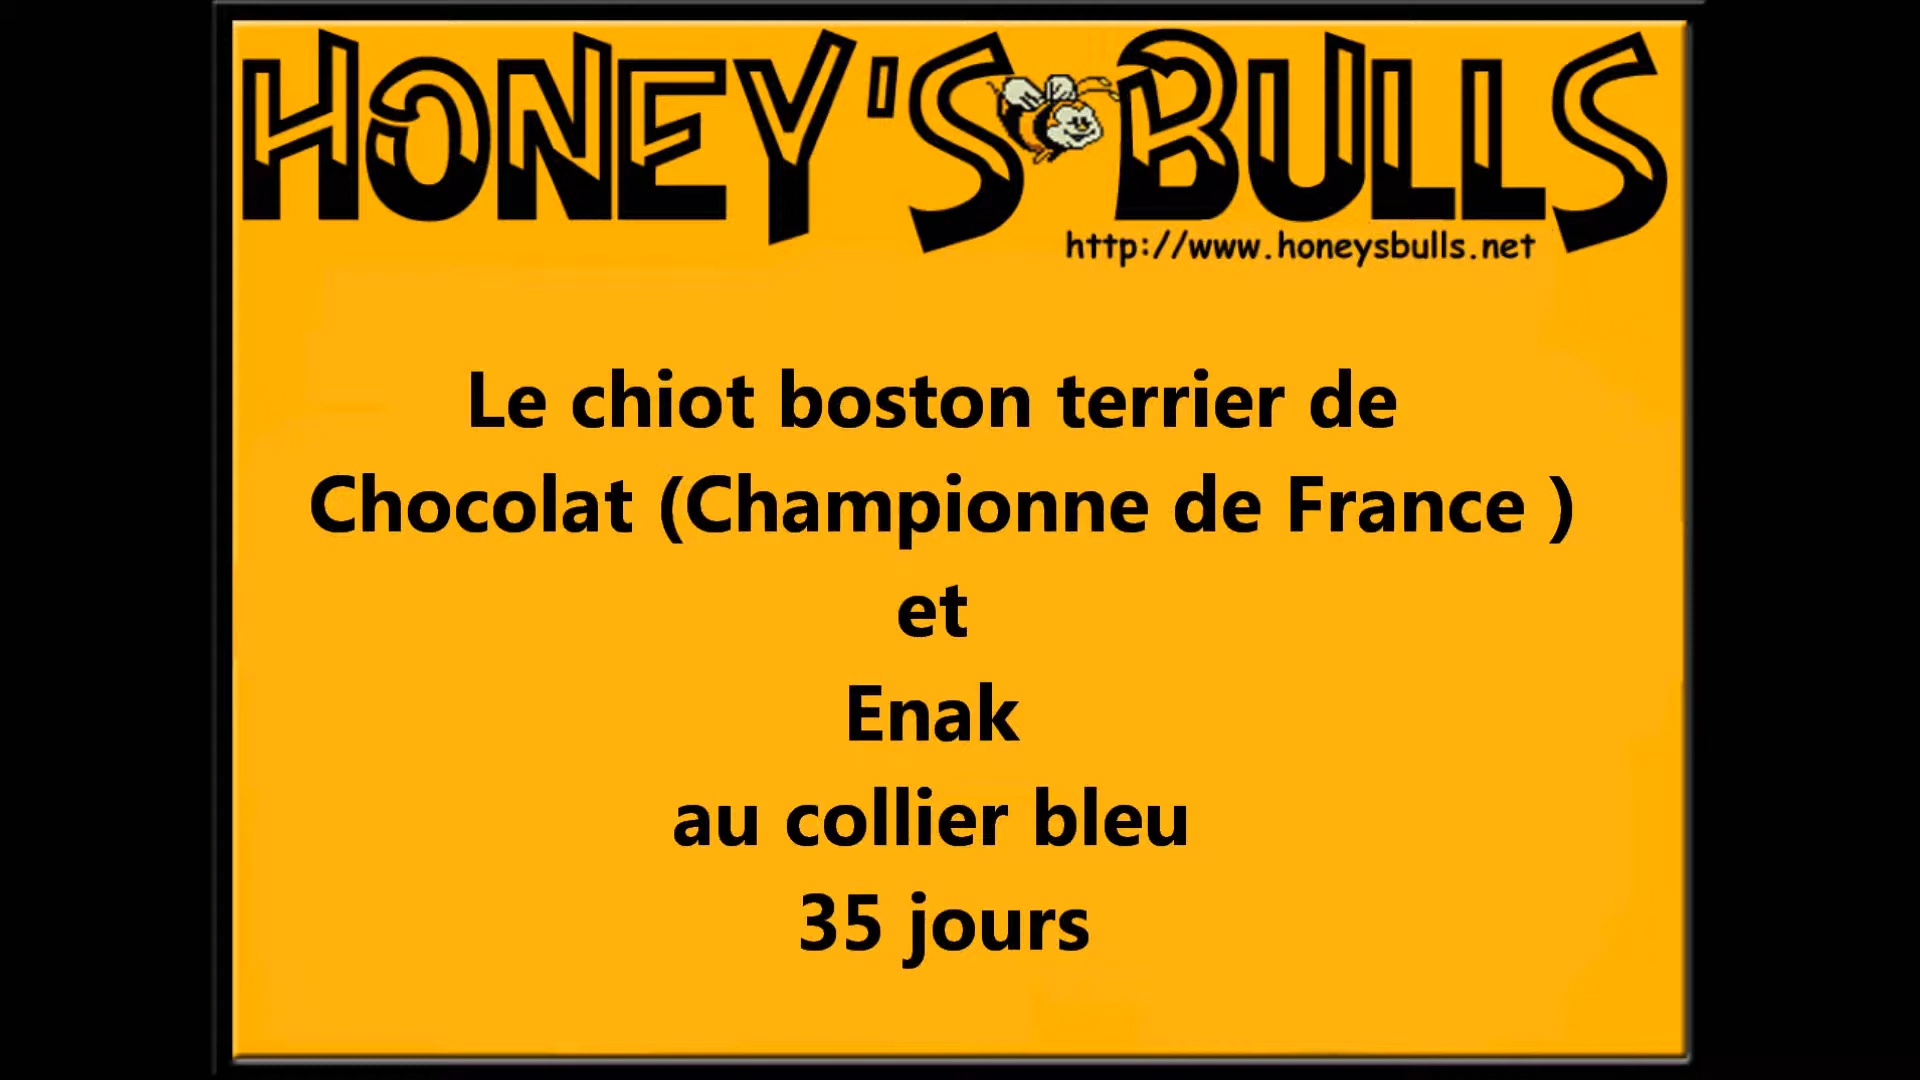 HONEY'S BULLS
http://www.honeysbulls.net
Le chiot boston terrier de
Chocolat (Championne de France )
et
Enak
au collier bleu
35 jours